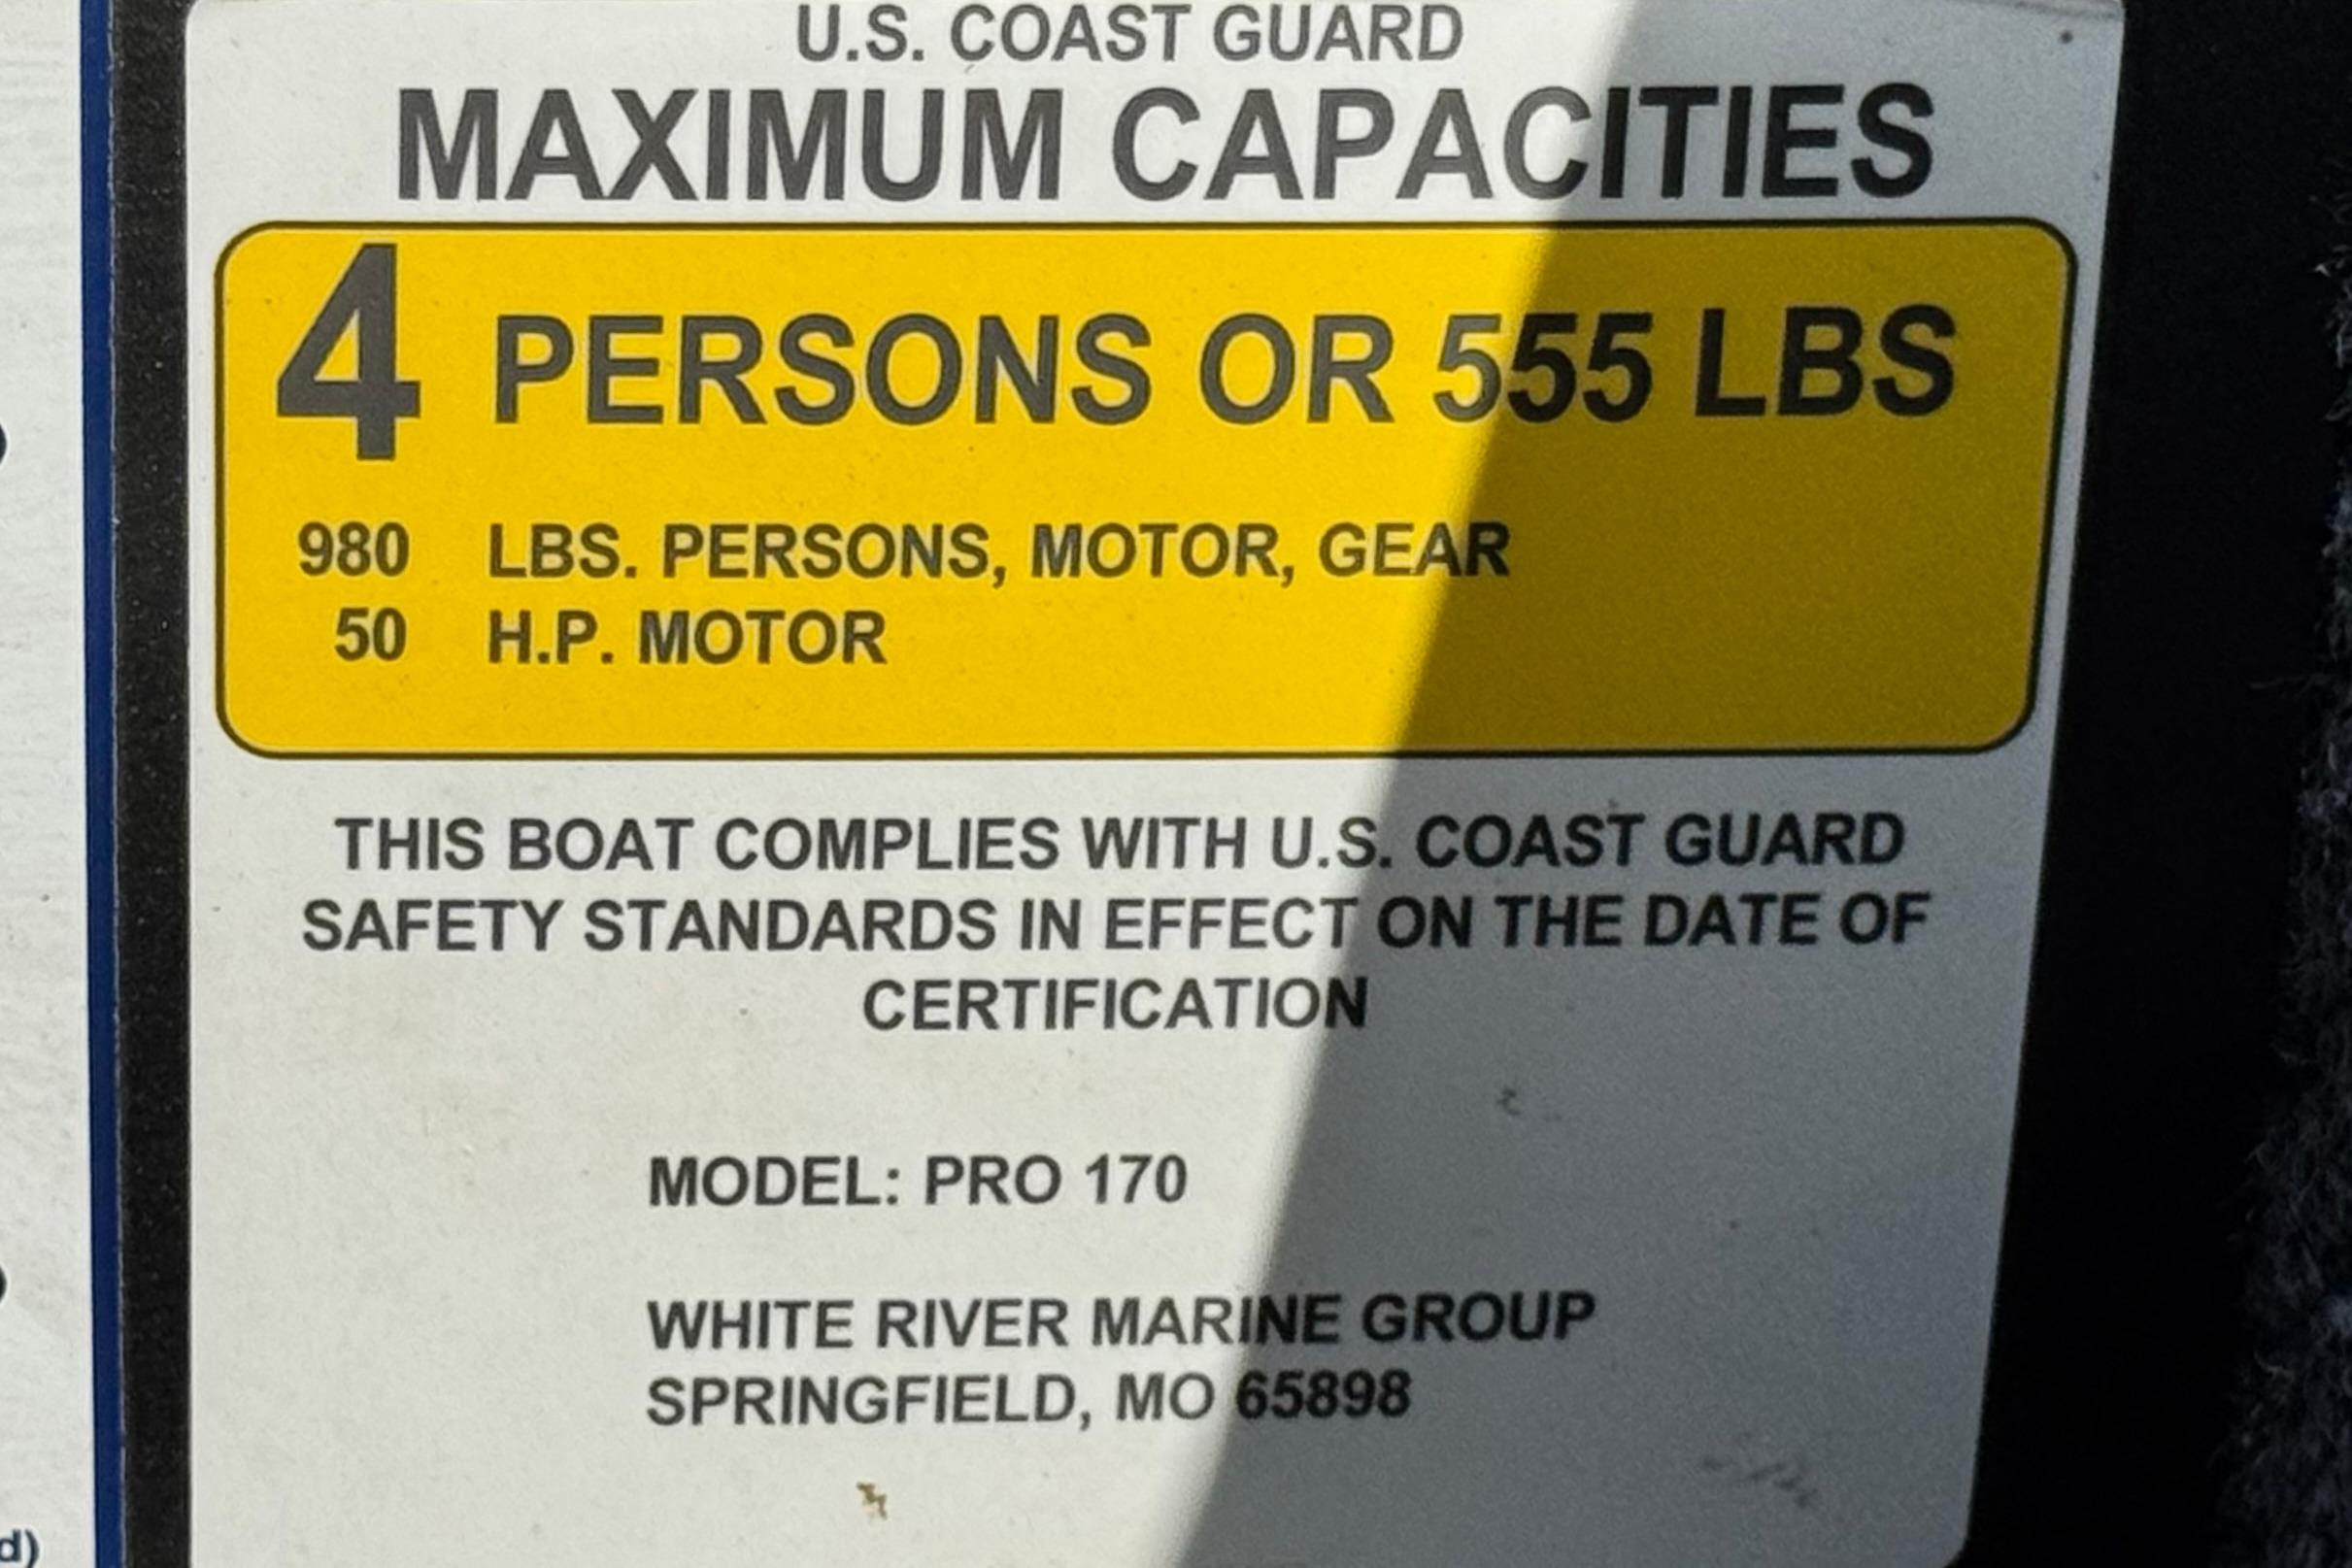 U.S. COAST GUARD
MAXIMUM CAPACITIES
4 PERSONS OR 555 LBS
980 LBS. PERSONS, MOTOR, GEAR
50 H.P. MOTOR
THIS BOAT COMPLIES WITH U.S. COAST GUARD
SAFETY STANDARDS IN EFFECT ON THE DATE OF
CERTIFICATION
MODEL: PRO 170
WHITE RIVER MARINE GROUP
SPRINGFIELD, MO 65898
d)